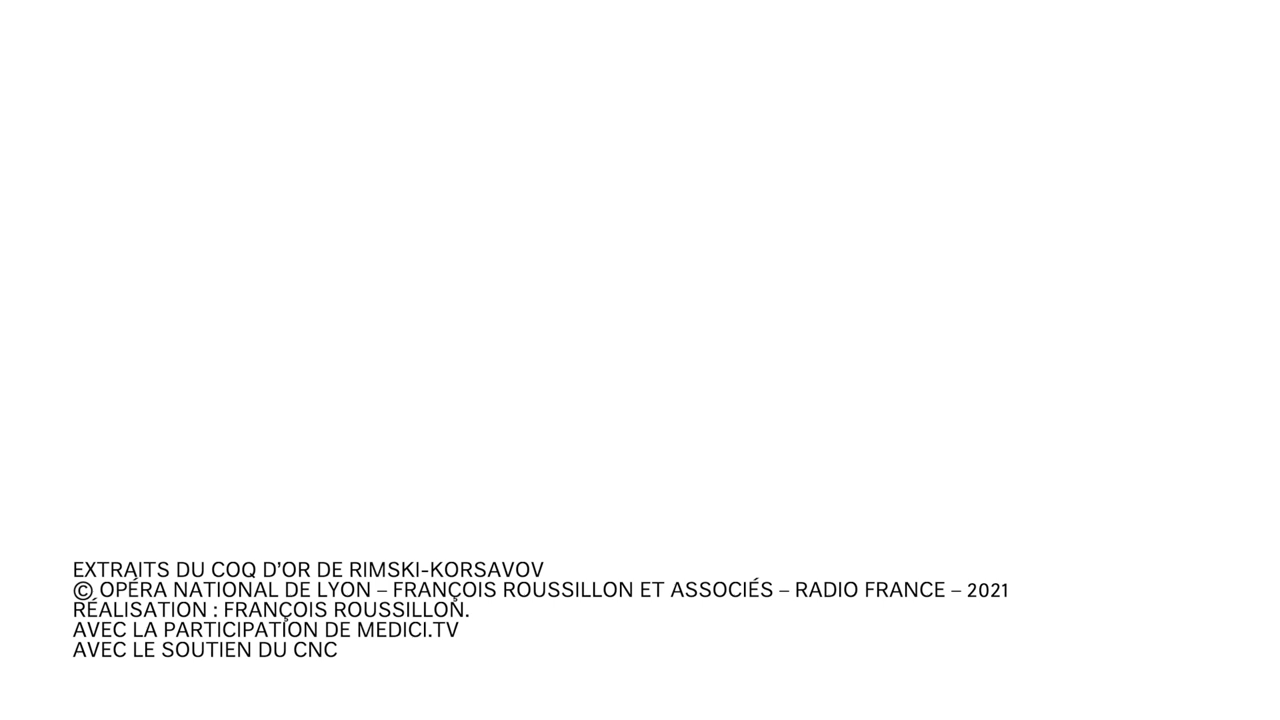 EXTRAITS DU COQ D’OR DE RIMSKI-KORSAVOV
© OPÉRA NATIONAL DE LYON – FRANÇOIS ROUSSILLON ET ASSOCIÉS – RADIO FRANCE – 2021
RÉALISATION : FRANÇOIS ROUSSILLON.
AVEC LA PARTICIPATION DE MEDICI.TV
AVEC LE SOUTIEN DU CNC